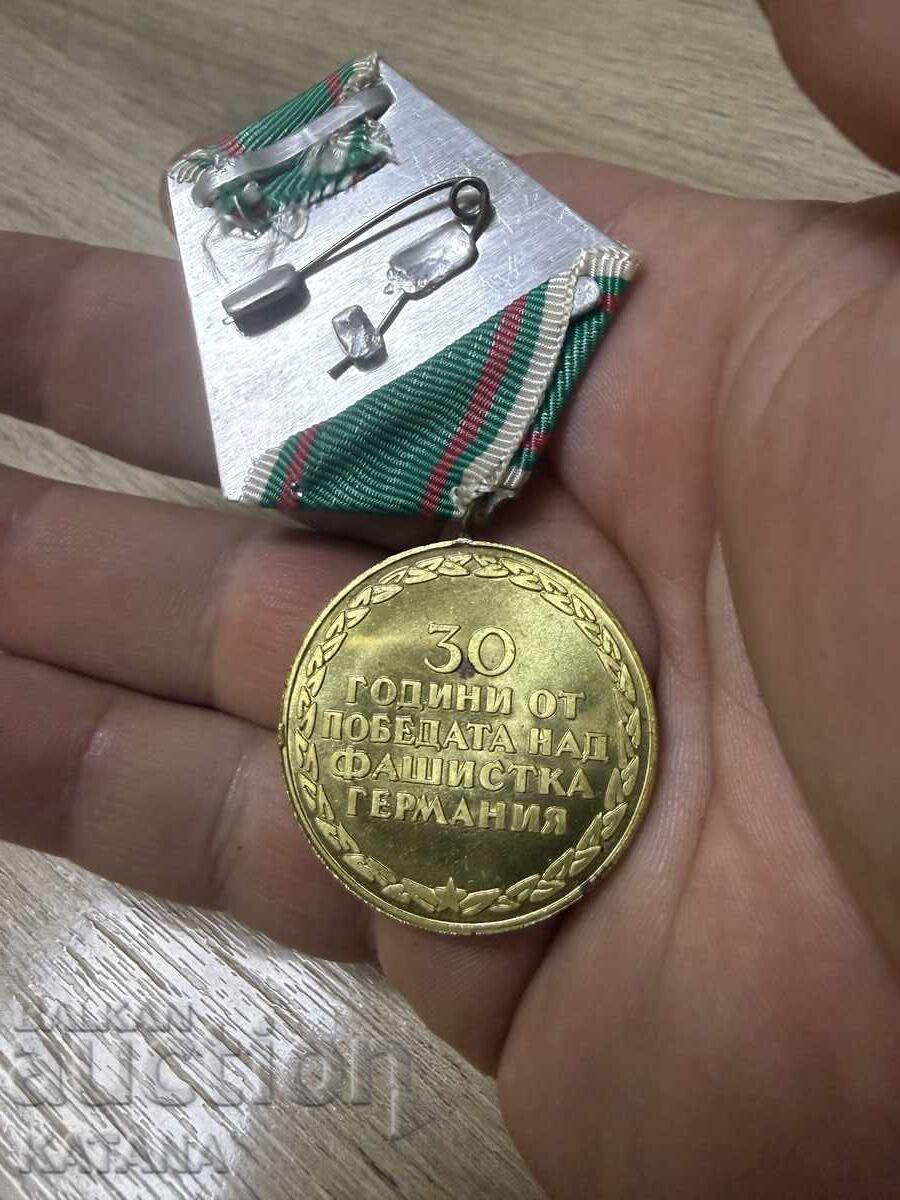 30
ГОДИНИ ОТ
ПОБЕДАТА НАД
ФАШИСТКА
ГЕРМАНИЯ
BALKAN
auction
KATANA